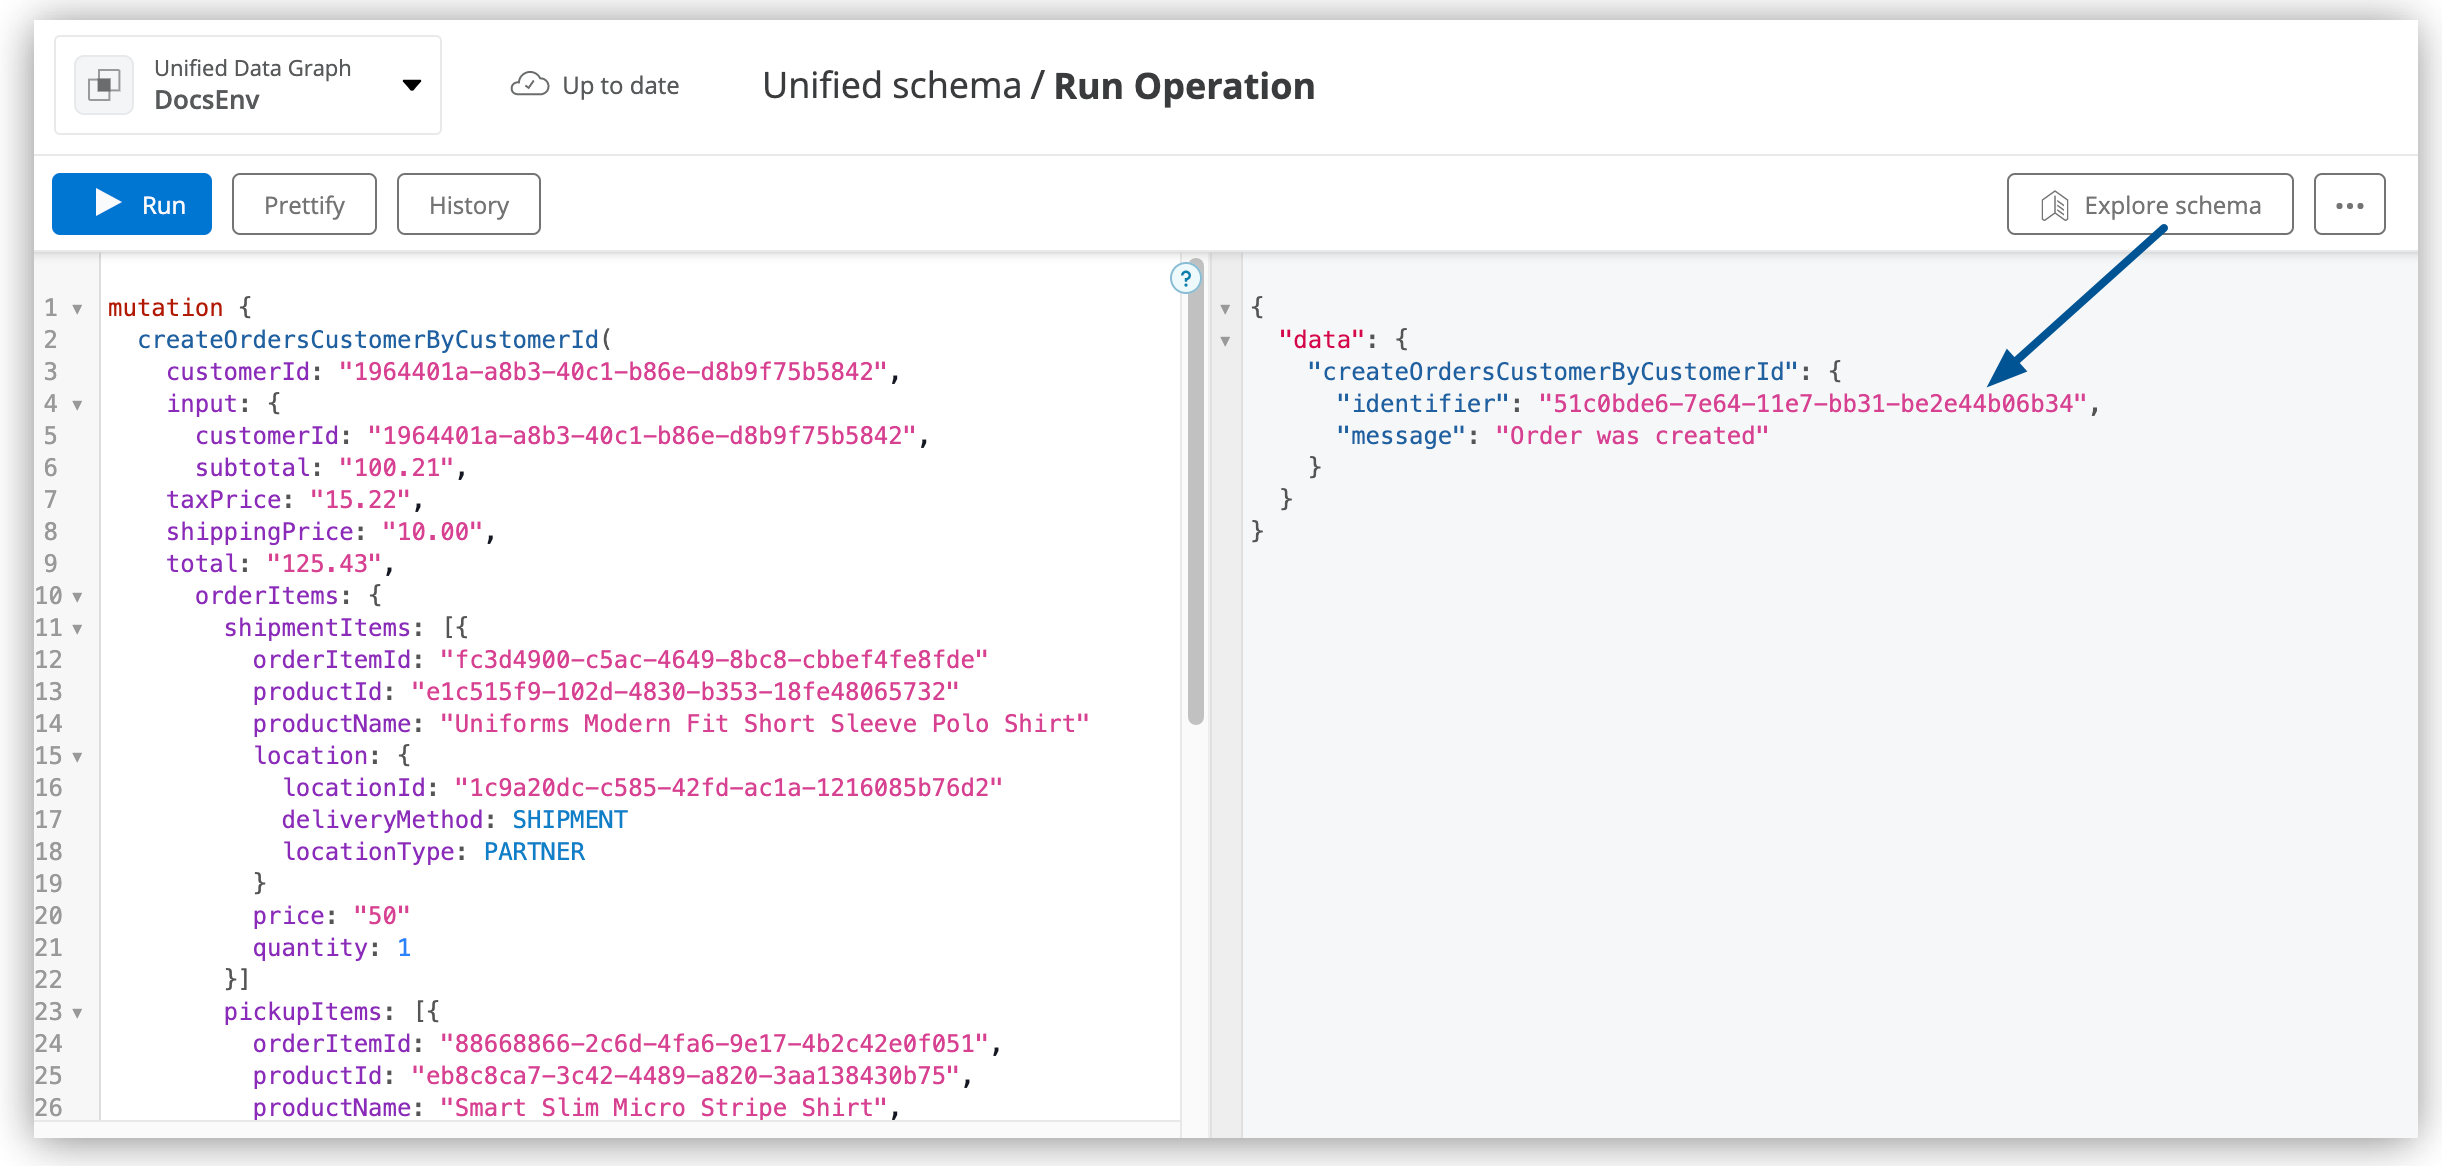 Unified Data Graph
DocsEnv
Up to date
Unified schema / Run Operation
Run
Prettify
History
Explore schema
...
?
1 mutation {
2   createOrdersCustomerByCustomerId(
3     customerId: "1964401a-a8b3-40c1-b86e-d8b9f75b5842",
4     input: {
5       customerId: "1964401a-a8b3-40c1-b86e-d8b9f75b5842",
6       subtotal: "100.21",
7     taxPrice: "15.22",
8     shippingPrice: "10.00",
9     total: "125.43",
10       orderItems: {
11         shipmentItems: [{
12           orderItemId: "fc3d4900-c5ac-4649-8bc8-cbbef4fe8fde"
13           productId: "e1c515f9-102d-4830-b353-18fe48065732"
14           productName: "Uniforms Modern Fit Short Sleeve Polo Shirt"
15           location: {
16             locationId: "1c9a20dc-c585-42fd-ac1a-1216085b76d2"
17             deliveryMethod: SHIPMENT
18             locationType: PARTNER
19           }
20           price: "50"
21           quantity: 1
22         }]
23         pickupItems: [{
24           orderItemId: "88668866-2c6d-4fa6-9e17-4b2c42e0f051",
25           productId: "eb8c8ca7-3c42-4489-a820-3aa138430b75",
26           productName: "Smart Slim Micro Stripe Shirt",
{
  "data": {
    "createOrdersCustomerByCustomerId": {
      "identifier": "51c0bde6-7e64-11e7-bb31-be2e44b06b34",
      "message": "Order was created"
    }
  }
}